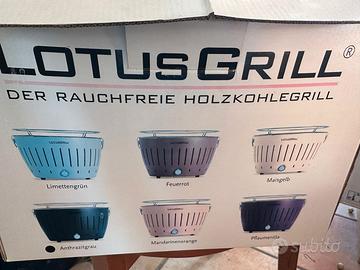 LOTUSGRILL®
DER RAUCHFREIE HOLZKOHLEGRILL
Limettengrün
Feuerrot
Maisgelb
Anthrazitgrau
Mandarinenorange
Pflaumenlila
subito